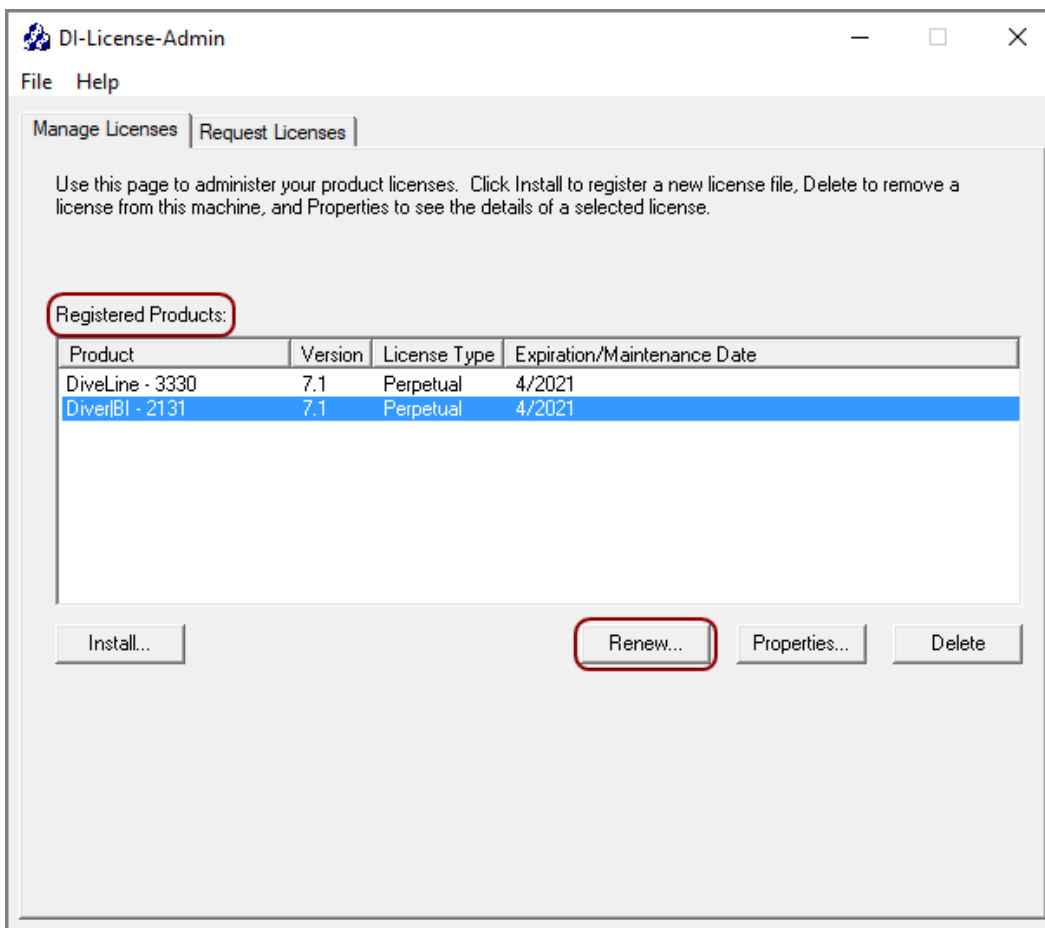 DI-License-Admin
File Help
Manage Licenses Request Licenses
Use this page to administer your product licenses. Click Install to register a new license file, Delete to remove a
license from this machine, and Properties to see the details of a selected license.
Registered Products:
Product Version License Type Expiration/Maintenance Date
DiveLine - 3330 7.1 Perpetual 4/2021
Diver|BI - 2131 7.1 Perpetual 4/2021
Install... Renew... Properties... Delete